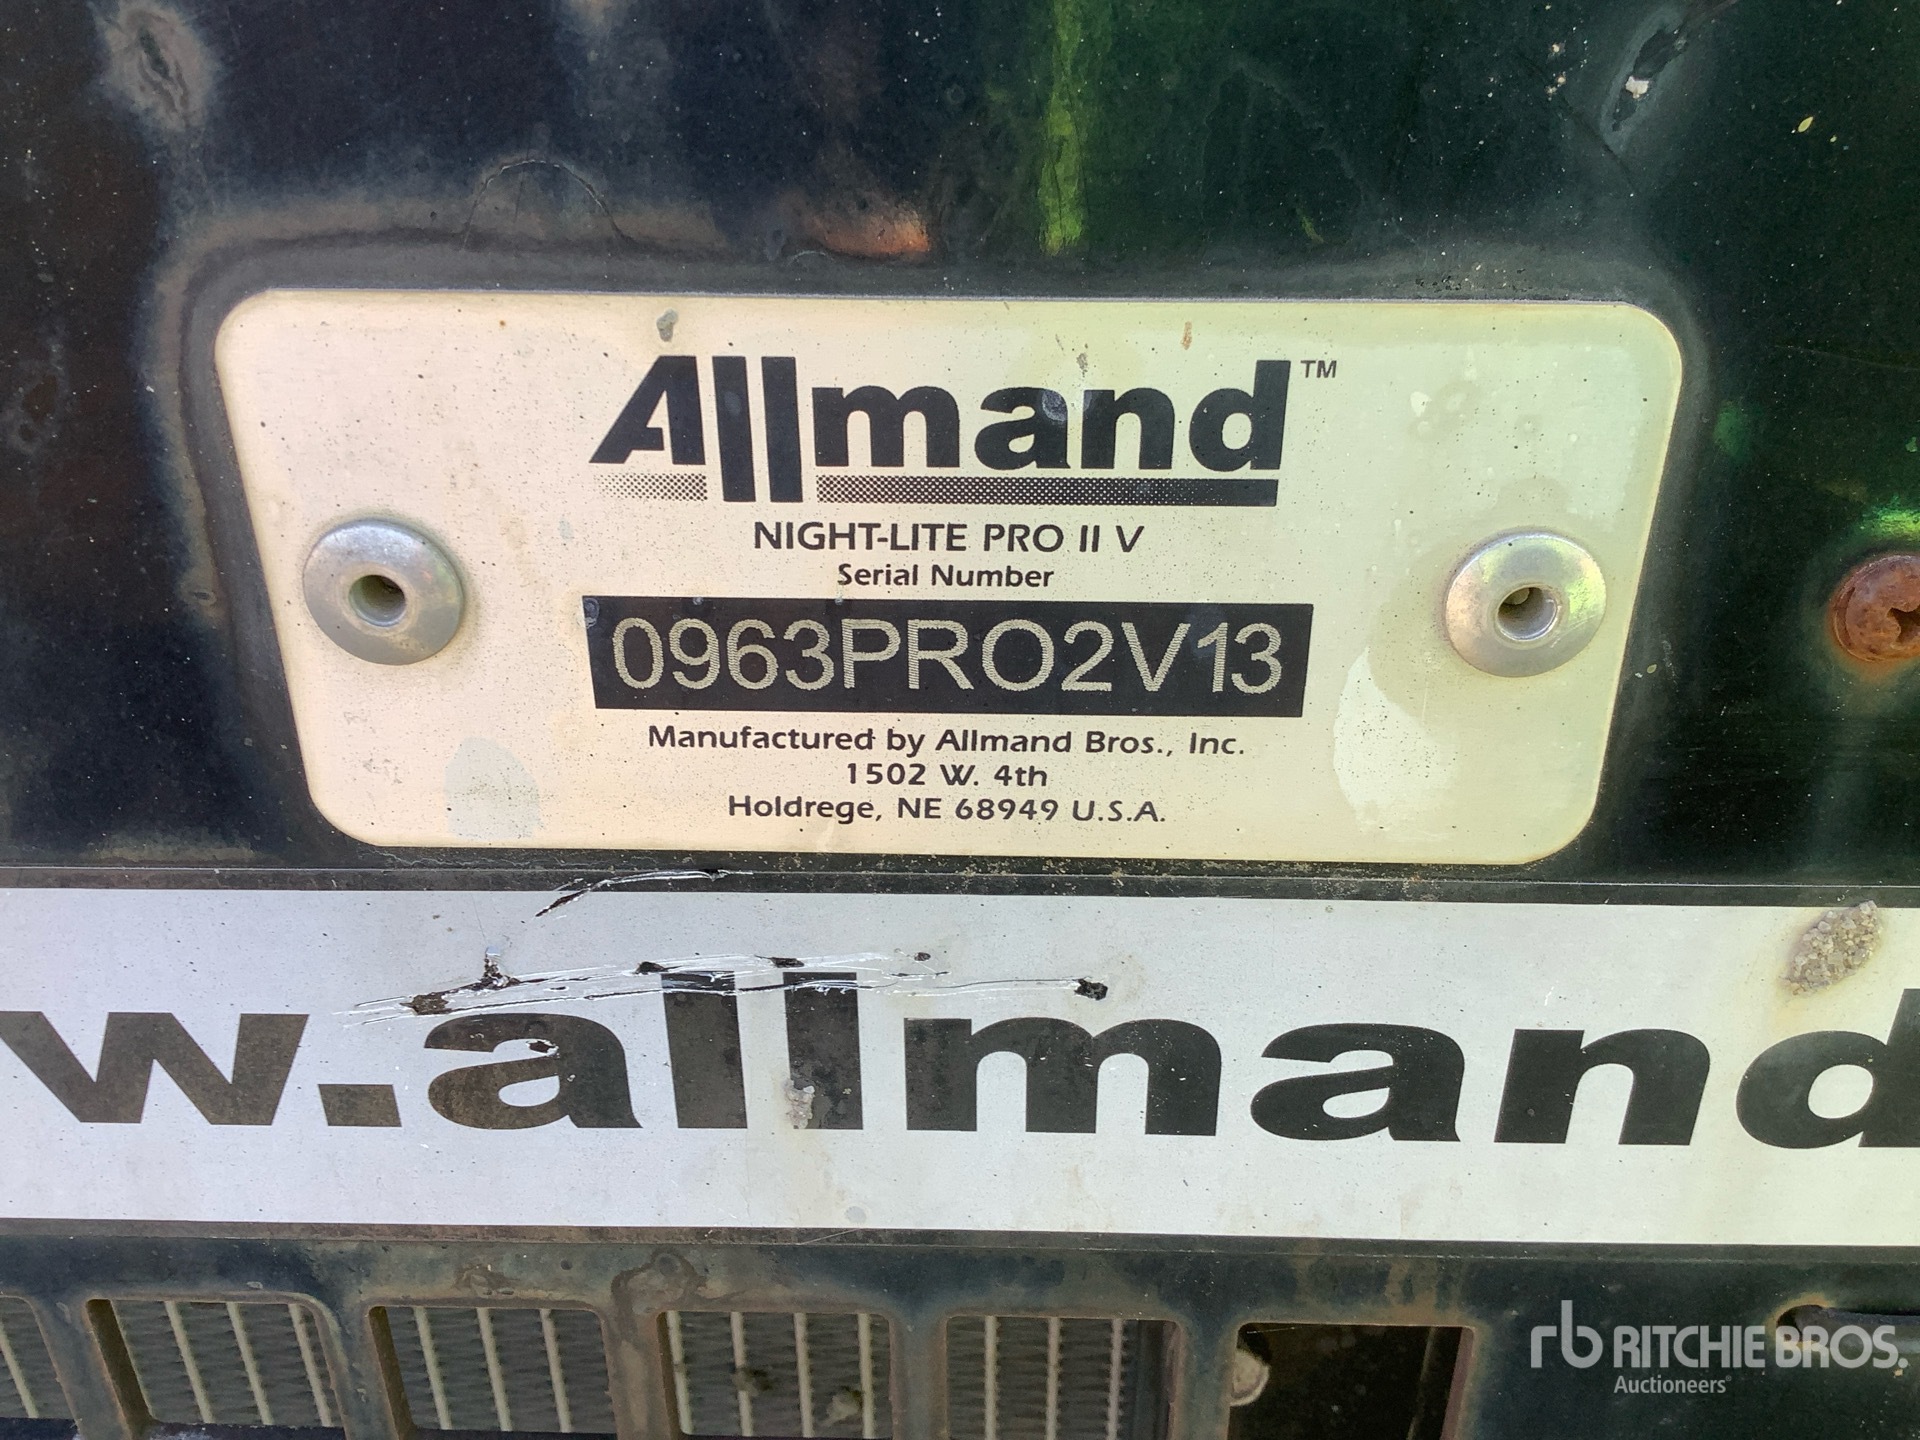 Allmand™
NIGHT-LITE PRO II V
Serial Number
0963PRO2V13
Manufactured by Allmand Bros., Inc.
1502 W. 4th
Holdrege, NE 68949 U.S.A.
w.allmand
rb RITCHIE BROS.
Auctioneers